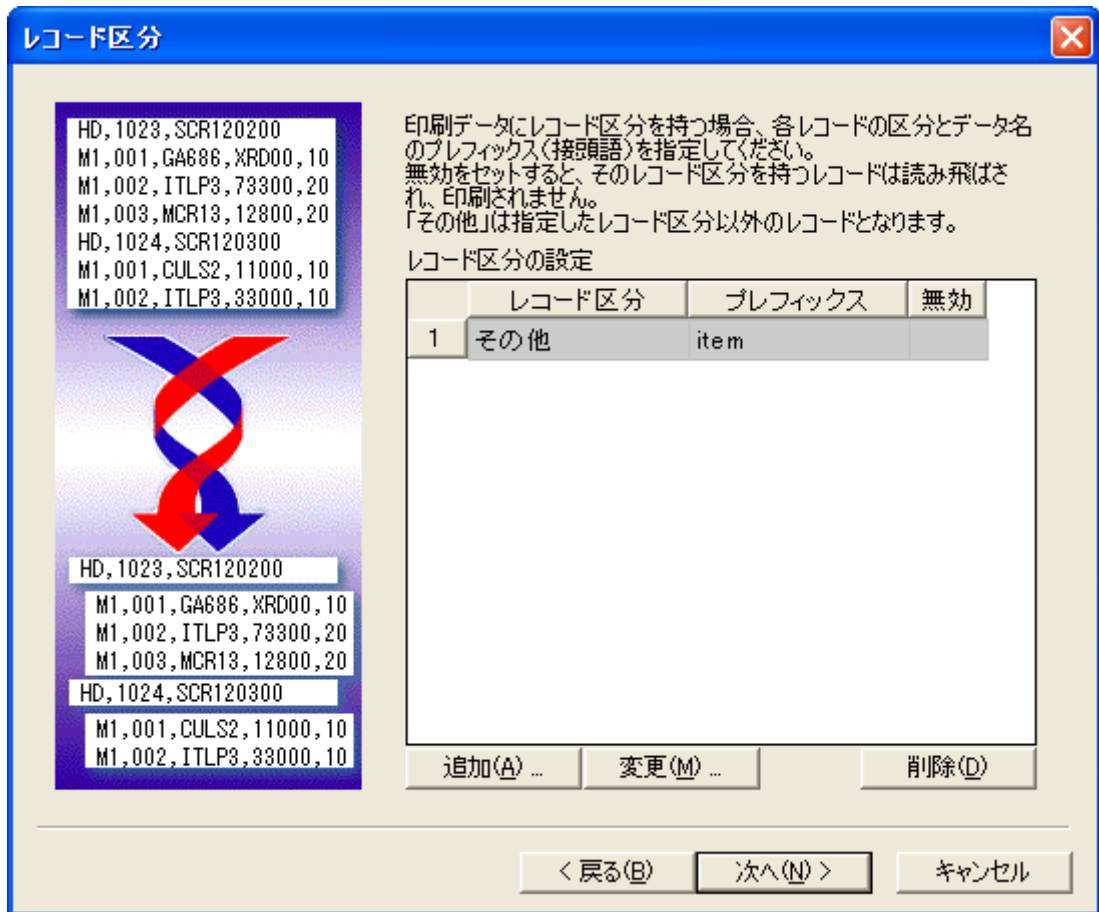 レコード区分
HD,1023,SCR120200
M1,001,GA686,XRD00,10
M1,002,ITLP3,73300,20
M1,003,MCR13,12800,20
HD,1024,SCR120300
M1,001,CULS2,11000,10
M1,002,ITLP3,33000,10
HD,1023,SCR120200
M1,001,GA686,XRD00,10
M1,002,ITLP3,73300,20
M1,003,MCR13,12800,20
HD,1024,SCR120300
M1,001,CULS2,11000,10
M1,002,ITLP3,33000,10
印刷データにレコード区分を持つ場合、各レコードの区分とデータ名
のプレフィックス(接頭語)を指定してください。
無効をセットすると、そのレコード区分を持つレコードは読み飛ばさ
れ、印刷されません。
「その他」は指定したレコード区分以外のレコードとなります。
レコード区分の設定
レコード区分 プレフィックス 無効
1 その他 item
追加(A) ... 変更(M) ... 削除(D)
< 戻る(B) 次へ(N) > キャンセル